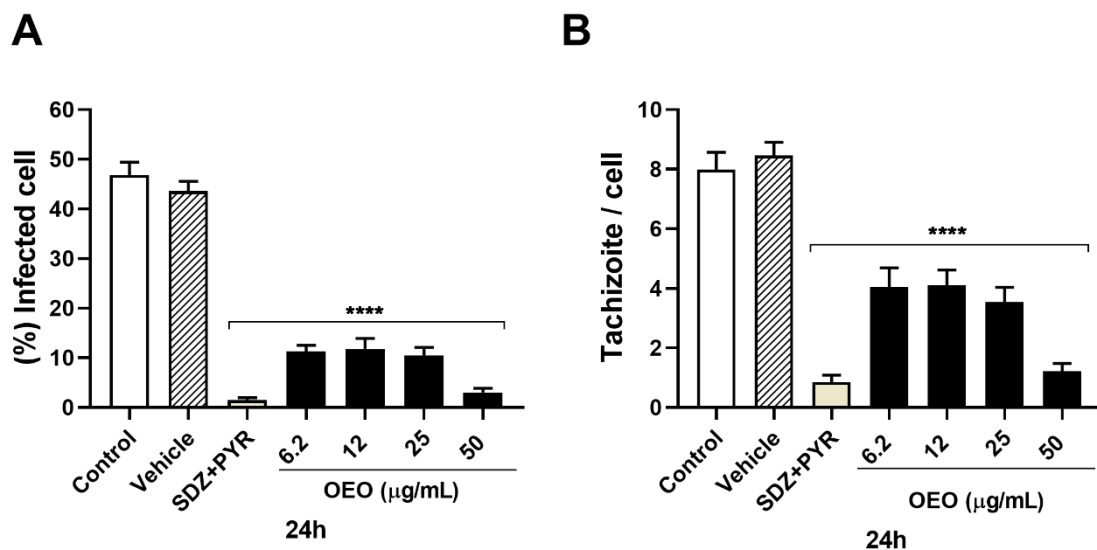 A
(%) Infected cell
60
50
40
30
20
10
0
****
Control
Vehicle
SDZ+PYR
6.2
12
25
50
OEO (μg/mL)
24h
B
Tachizoite / cell
10
8
6
4
2
0
****
Control
Vehicle
SDZ+PYR
6.2
12
25
50
OEO (μg/mL)
24h